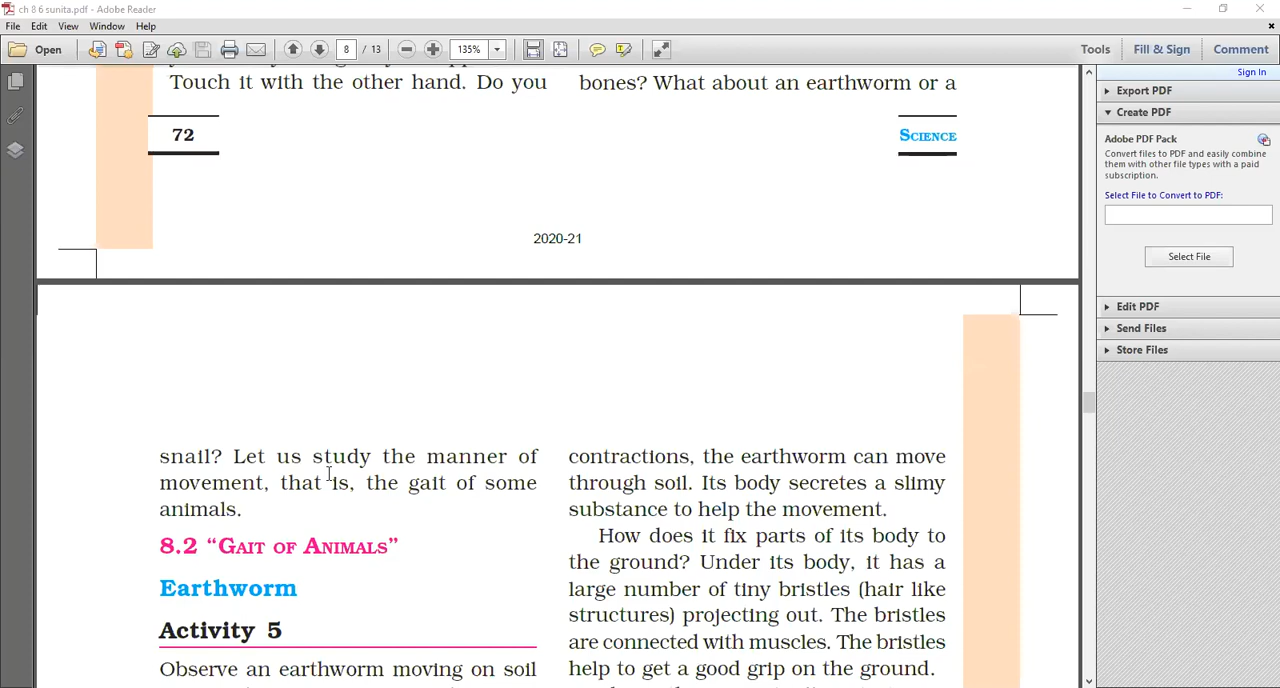 ch 8 6 sunita.pdf - Adobe Reader
File Edit View Window Help
Open 8 / 13 135% Tools Fill & Sign Comment
Sign In
Export PDF
Create PDF
Adobe PDF Pack
Convert files to PDF and easily combine
them with other file types with a paid
subscription.
Select File to Convert to PDF:
Select File
Edit PDF
Send Files
Store Files
Touch it with the other hand. Do you
bones? What about an earthworm or a
72
SCIENCE
2020-21
snail? Let us study the manner of
movement, that is, the gait of some
animals.
8.2 “GAIT OF ANIMALS”
Earthworm
Activity 5
Observe an earthworm moving on soil
contractions, the earthworm can move
through soil. Its body secretes a slimy
substance to help the movement.
How does it fix parts of its body to
the ground? Under its body, it has a
large number of tiny bristles (hair like
structures) projecting out. The bristles
are connected with muscles. The bristles
help to get a good grip on the ground.